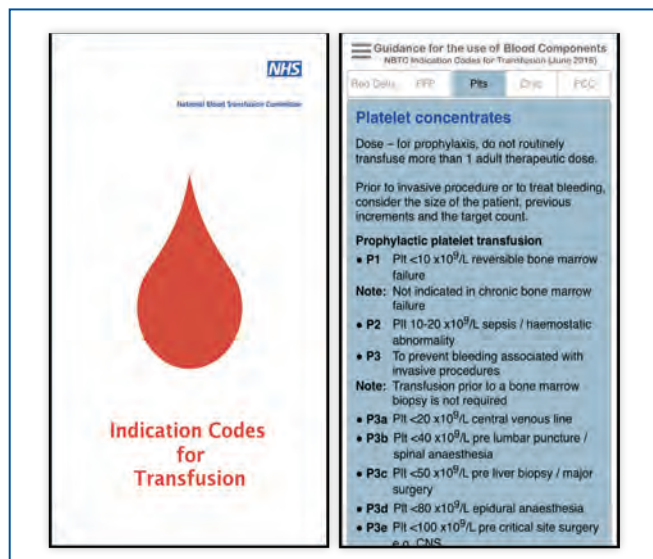 NHS
National Blood Transfusion Committee
Indication Codes
for
Transfusion
Guidance for the use of Blood Components
NBTC Indication Codes for Transfusion (June 2016)
Red Cells FFP Plts Cryo PCC
Platelet concentrates
Dose – for prophylaxis, do not routinely
transfuse more than 1 adult therapeutic dose.
Prior to invasive procedure or to treat bleeding,
consider the size of the patient, previous
increments and the target count.
Prophylactic platelet transfusion
• P1 Plt <10 x10⁹/L reversible bone marrow
failure
Note: Not indicated in chronic bone marrow
failure
• P2 Plt 10-20 x10⁹/L sepsis / haemostatic
abnormality
• P3 To prevent bleeding associated with
invasive procedures
Note: Transfusion prior to a bone marrow
biopsy is not required
• P3a Plt <20 x10⁹/L central venous line
• P3b Plt <40 x10⁹/L pre lumbar puncture /
spinal anaesthesia
• P3c Plt <50 x10⁹/L pre liver biopsy / major
surgery
• P3d Plt <80 x10⁹/L epidural anaesthesia
• P3e Plt <100 x10⁹/L pre critical site surgery
e.g. CNS